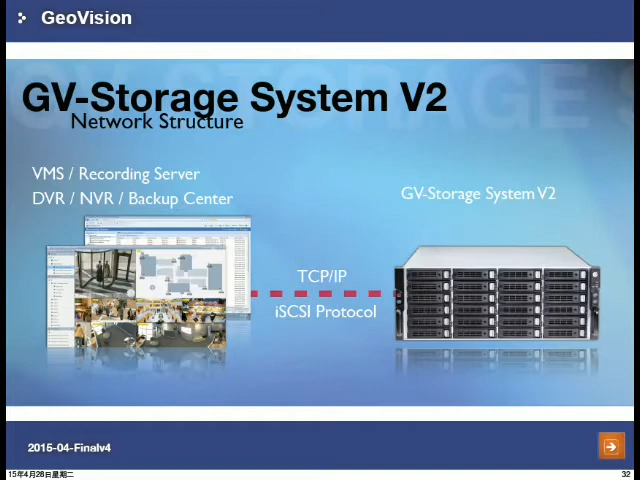 GeoVision
GV-Storage System V2
Network Structure
VMS / Recording Server
DVR / NVR / Backup Center
GV-Storage System V2
TCP/IP
iSCSI Protocol
2015-04-Finalv4
15年4月28日星期二
32